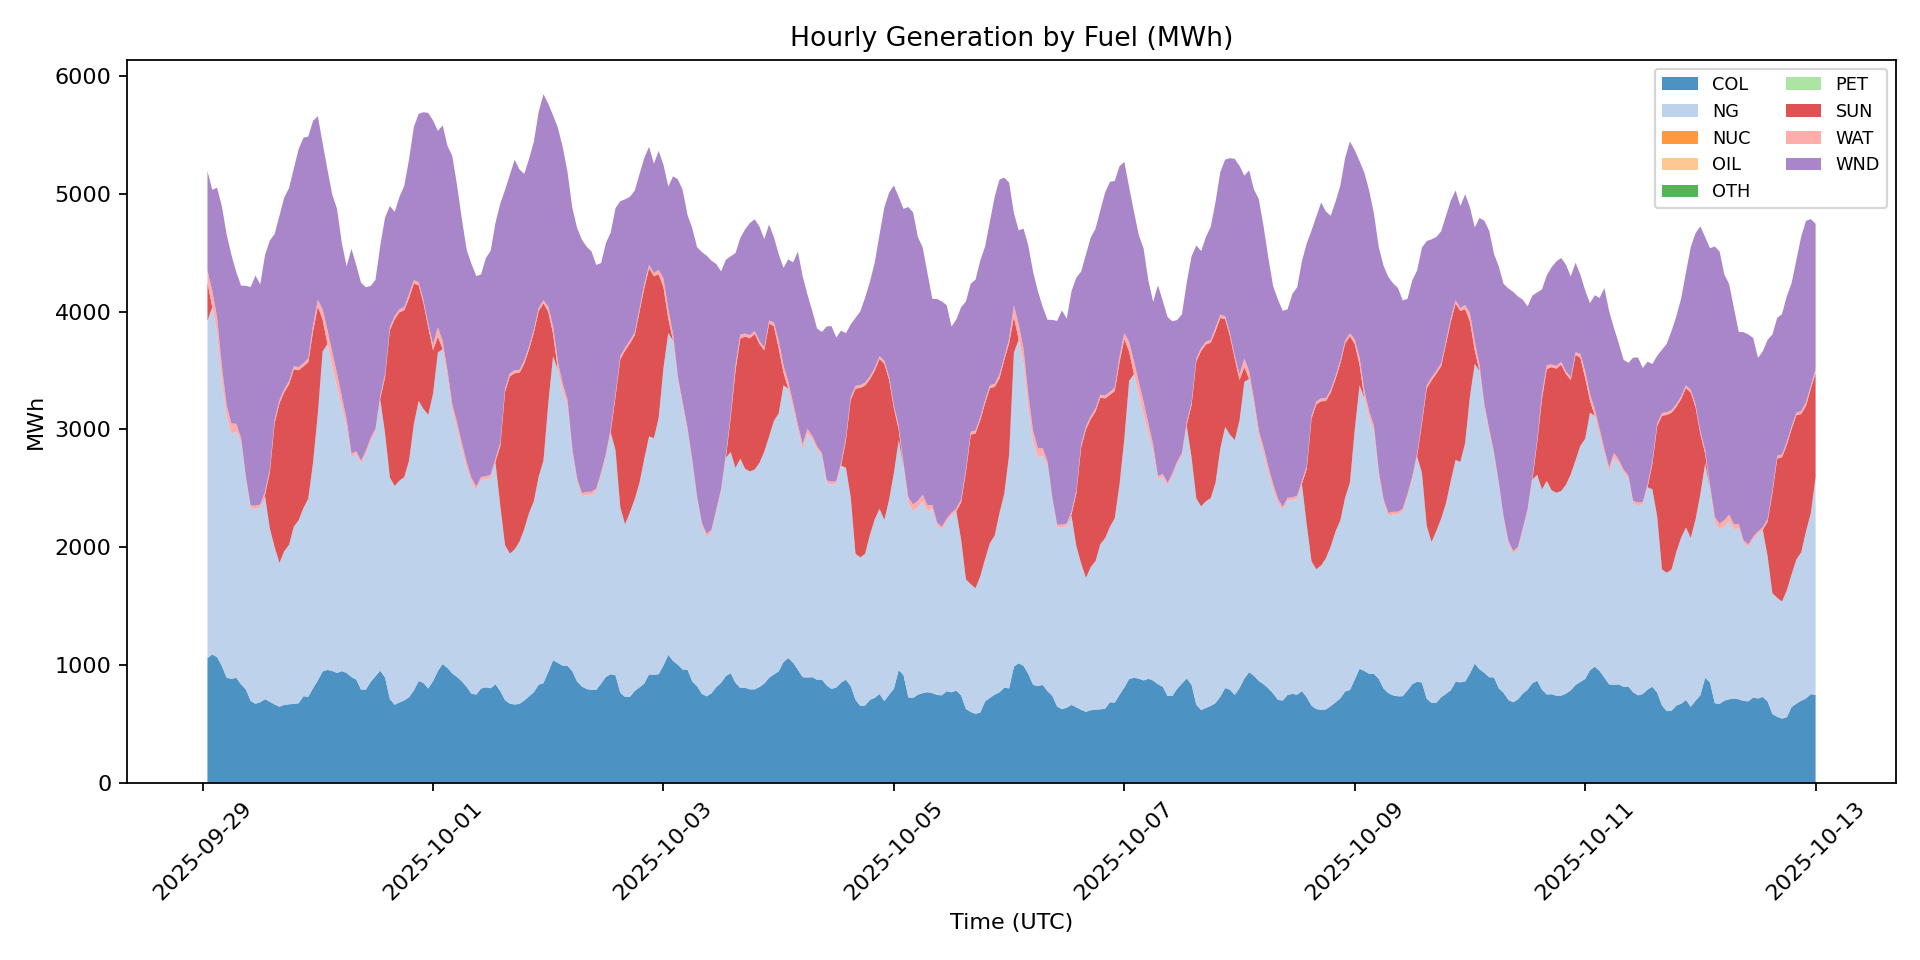 Hourly Generation by Fuel (MWh)
6000
5000
4000
3000
2000
1000
0
MWh
COL
NG
NUC
OIL
OTH
PET
SUN
WAT
WND
2025-09-29
2025-10-01
2025-10-03
2025-10-05
2025-10-07
2025-10-09
2025-10-11
2025-10-13
Time (UTC)